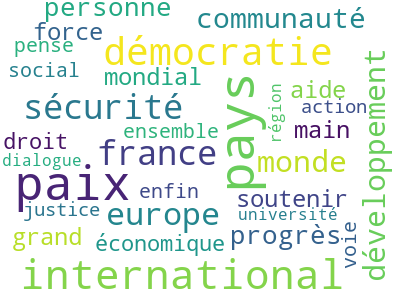 personne
communauté
force
démocratie
pense
mondial
social
pays
développement
sécurité
aide
région
action
ensemble
main
droit
france
monde
dialogue
paix
enfin
soutenir
justice
europe
université
voie
grand
économique
progrès
international